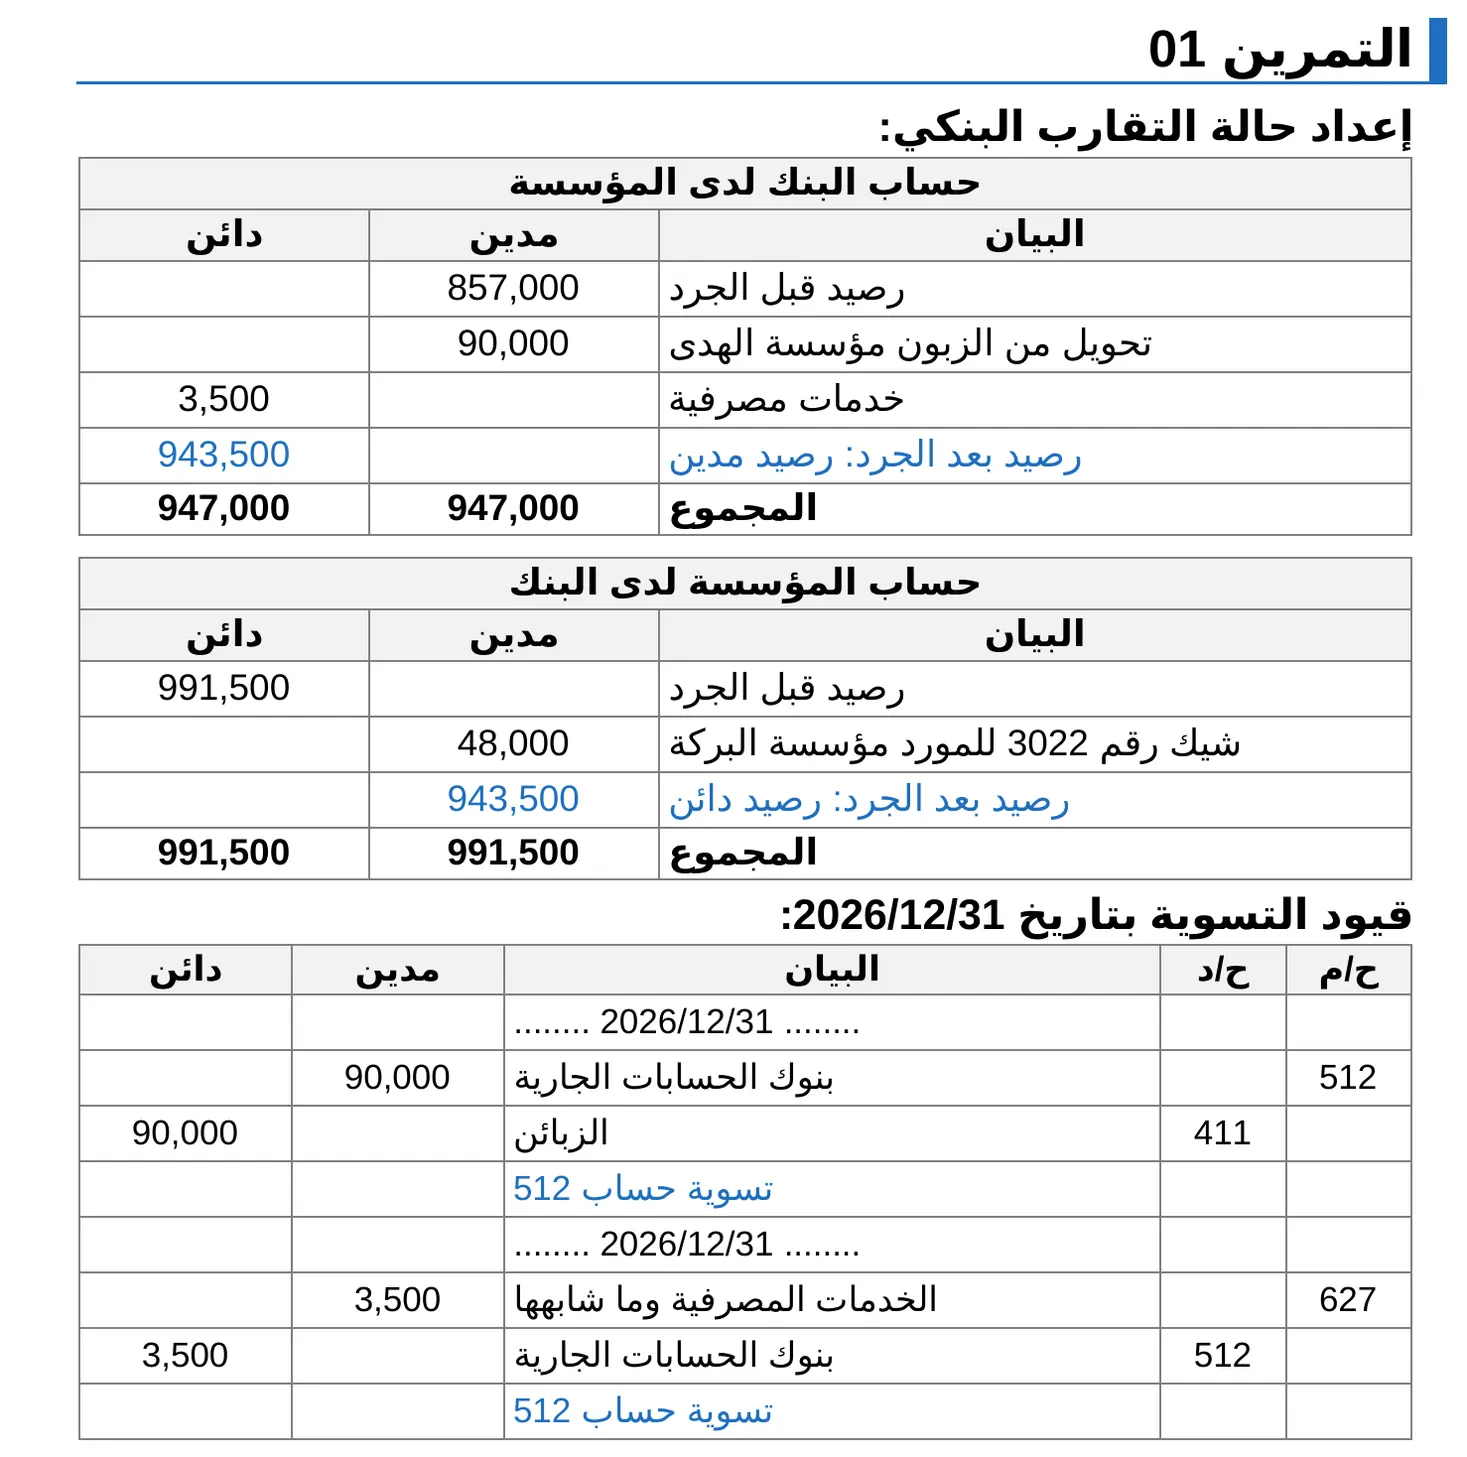 التمرين 01
إعداد حالة التقارب البنكي:
حساب البنك لدى المؤسسة
البيان مدين دائن
رصيد قبل الجرد 857,000
تحويل من الزبون مؤسسة الهدى 90,000
خدمات مصرفية 3,500
رصيد بعد الجرد: رصيد مدين 943,500
المجموع 947,000 947,000
حساب المؤسسة لدى البنك
البيان مدين دائن
رصيد قبل الجرد 991,500
شيك رقم 3022 للمورد مؤسسة البركة 48,000
رصيد بعد الجرد: رصيد دائن 943,500
المجموع 991,500 991,500
قيود التسوية بتاريخ 2026/12/31:
ح/م ح/د البيان مدين دائن
........ 2026/12/31 ........
512 بنوك الحسابات الجارية 90,000
411 الزبائن 90,000
تسوية حساب 512
........ 2026/12/31 ........
627 الخدمات المصرفية وما شابهها 3,500
512 بنوك الحسابات الجارية 3,500
تسوية حساب 512